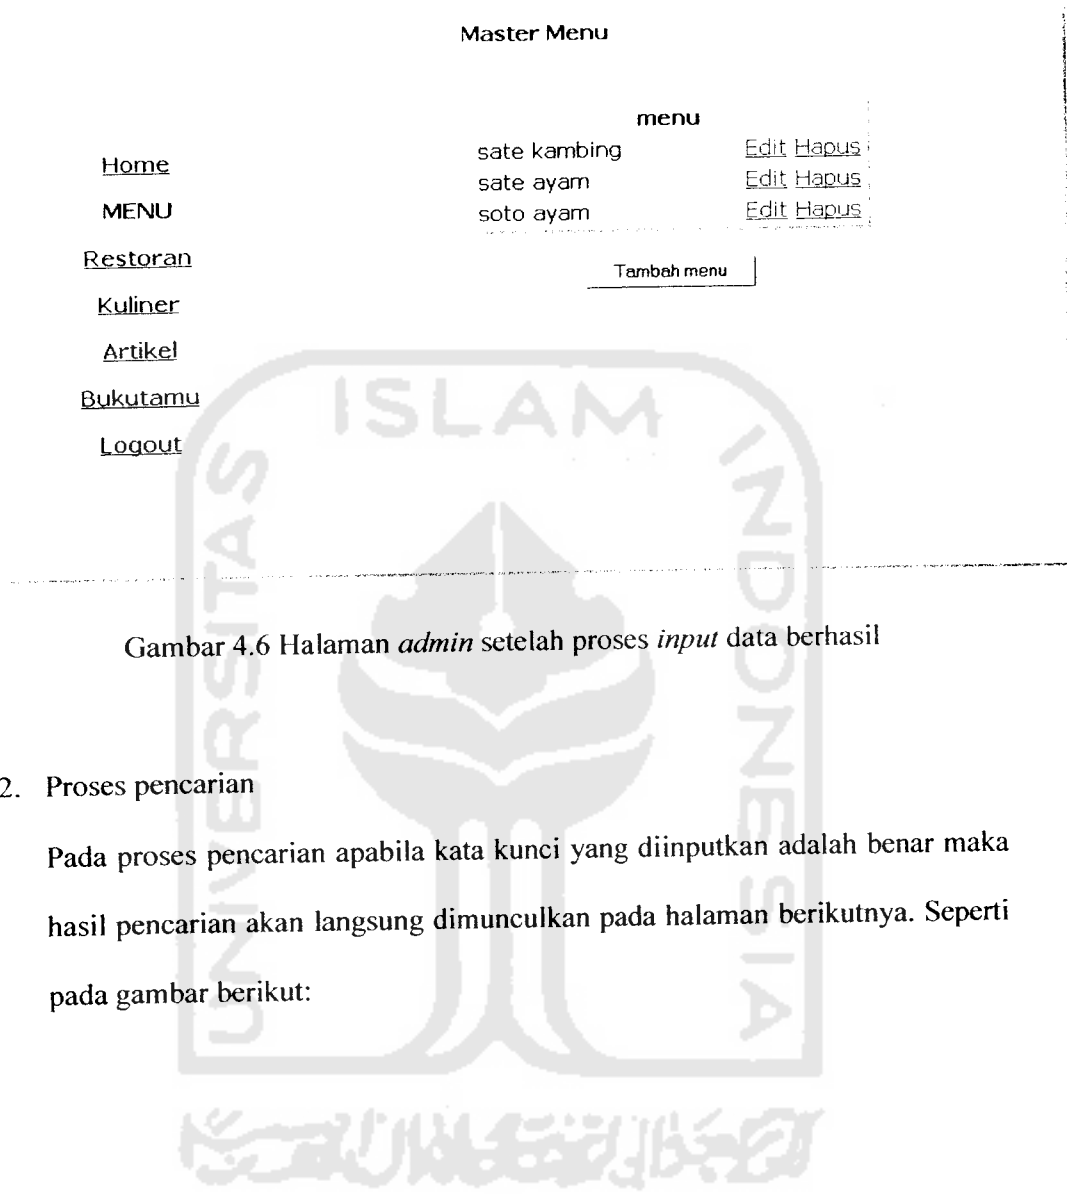 Master Menu
menu
sate kambing Edit Hapus
sate ayam Edit Hapus
soto ayam Edit Hapus
Tambah menu
Home
MENU
Restoran
Kuliner
Artikel
Bukutamu
Logout
UNIVERSITAS ISLAM INDONESIA
Gambar 4.6 Halaman admin setelah proses input data berhasil
2. Proses pencarian
Pada proses pencarian apabila kata kunci yang diinputkan adalah benar maka
hasil pencarian akan langsung dimunculkan pada halaman berikutnya. Seperti
pada gambar berikut: